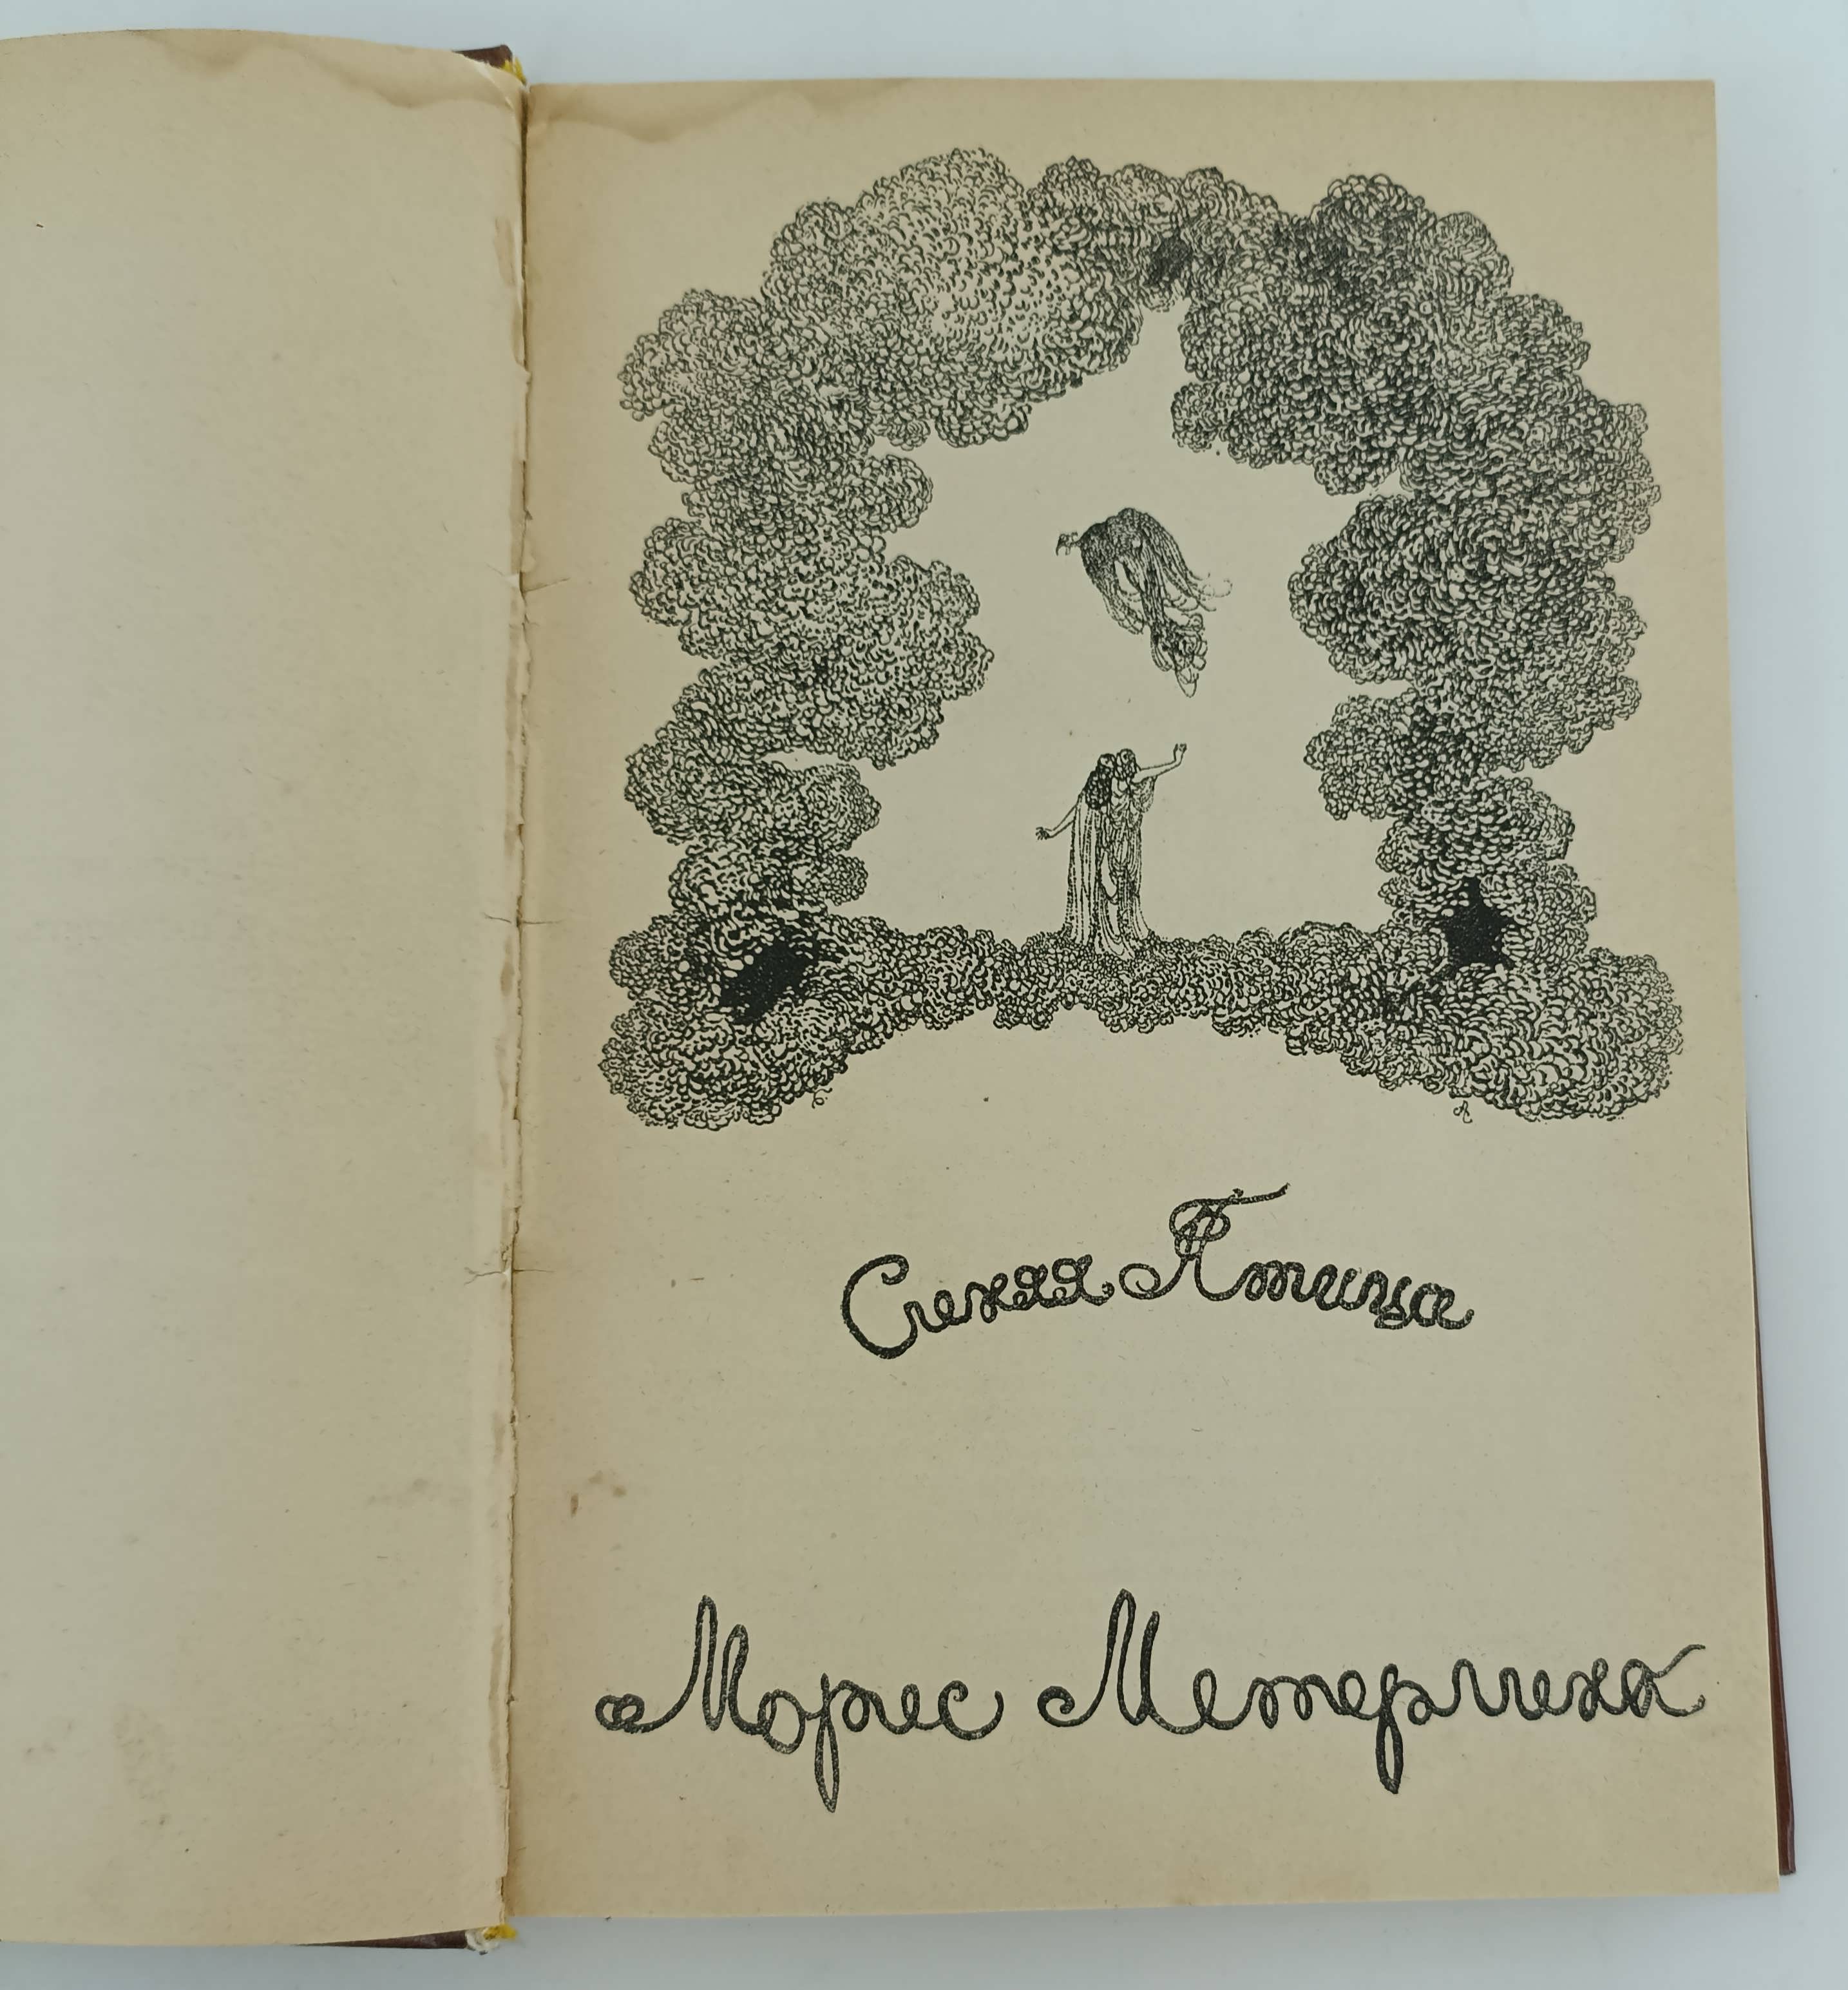 Синяя Птица
Морис Метерлинк